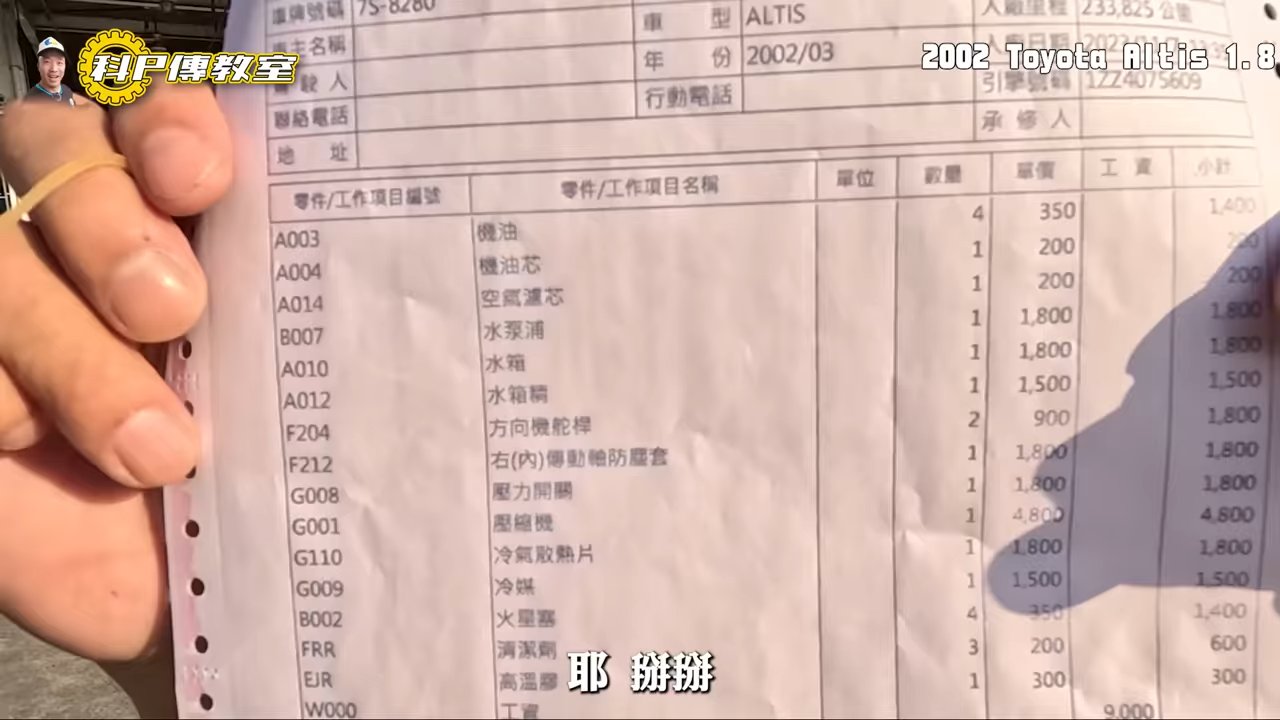 科P傳教室
2002 Toyota Altis 1.8
車牌號碼 7S-8280 車型 ALTIS 入廠里程 233,825 公里
車主名稱 年份 2002/03 入廠日期
駕駛人 行動電話 引擎號碼 1ZZ4075609
聯絡電話 承修人
地址
零件/工作項目編號 零件/工作項目名稱 單位 數量 單價 工資 小計
A003 機油 4 350 1,400
A004 機油芯 1 200 200
A014 空氣濾芯 1 200 200
B007 水泵浦 1 1,800 1,800
A010 水箱 1 1,800 1,800
A012 水箱精 1 1,500 1,500
F204 方向機舵桿 2 900 1,800
F212 右(內)傳動軸防塵套 1 1,800 1,800
G008 壓力開關 1 1,800 1,800
G001 壓縮機 1 4,800 4,800
G110 冷氣散熱片 1 1,800 1,800
G009 冷媒 1 1,500 1,500
B002 火星塞 4 350 1,400
FRR 清潔劑 3 200 600
EJR 高溫膠 1 300 300
W000 工資 9,000
耶 掰掰